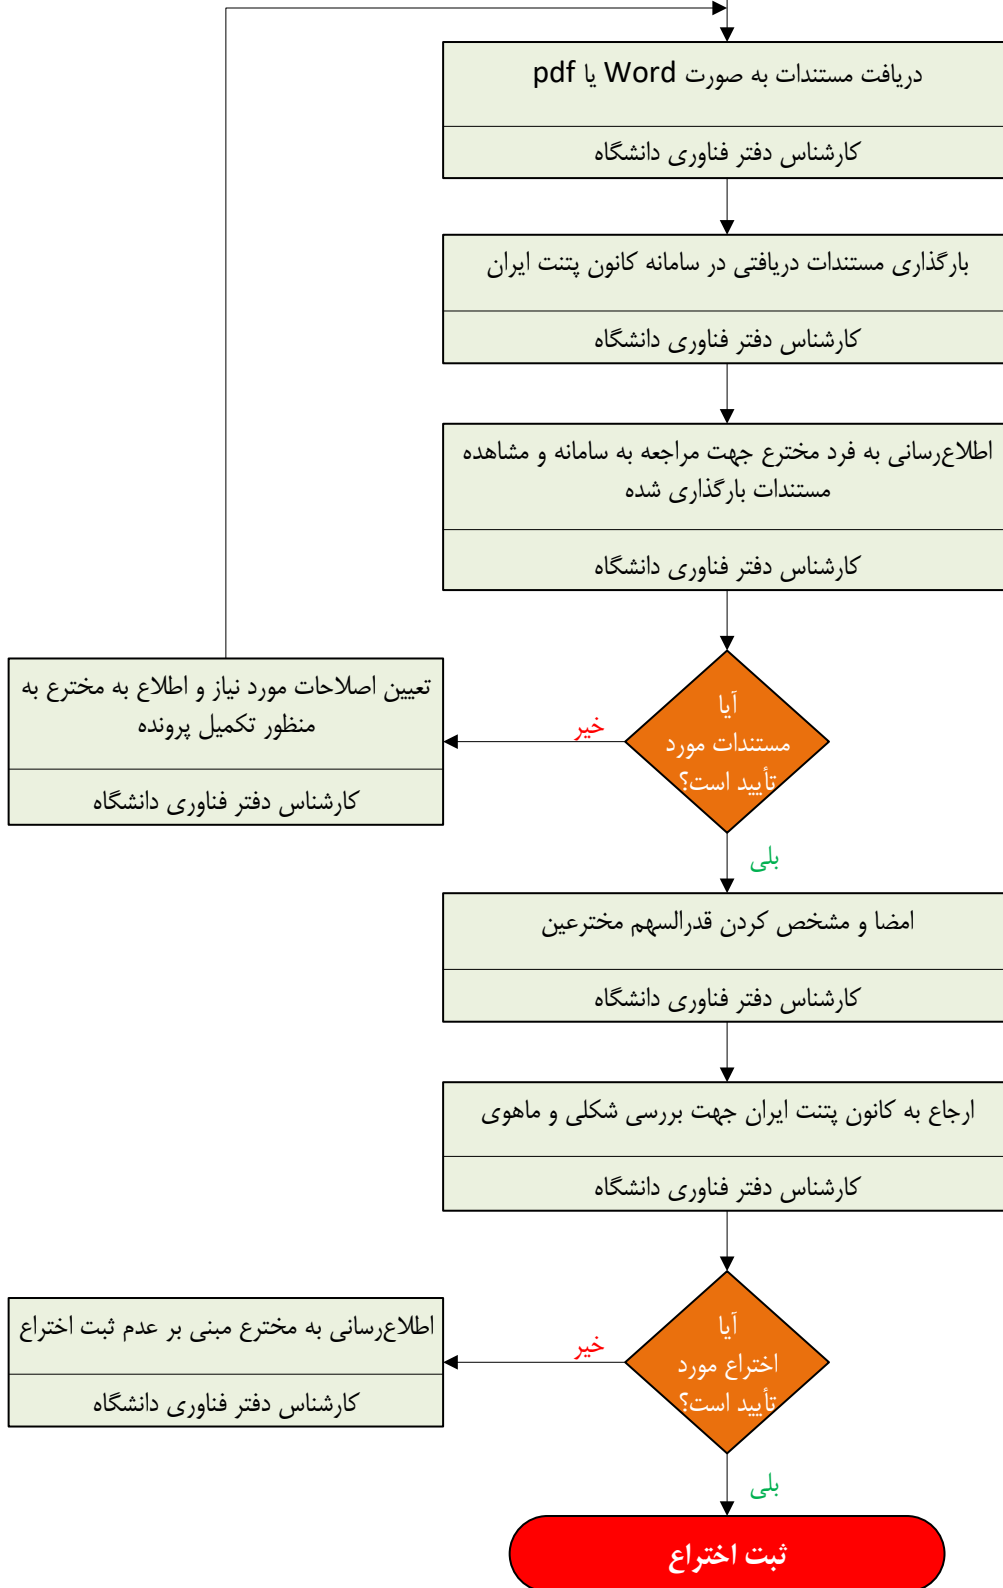 دریافت مستندات به صورت Word یا pdf
کارشناس دفتر فناوری دانشگاه
بارگذاری مستندات دریافتی در سامانه کانون پتنت ایران
کارشناس دفتر فناوری دانشگاه
اطلاع‌رسانی به فرد مخترع جهت مراجعه به سامانه و مشاهده
مستندات بارگذاری شده
کارشناس دفتر فناوری دانشگاه
آیا
مستندات مورد
تأیید است؟
خیر
تعیین اصلاحات مورد نیاز و اطلاع به مخترع به
منظور تکمیل پرونده
کارشناس دفتر فناوری دانشگاه
بلی
امضا و مشخص کردن قدرالسهم مخترعین
کارشناس دفتر فناوری دانشگاه
ارجاع به کانون پتنت ایران جهت بررسی شکلی و ماهوی
کارشناس دفتر فناوری دانشگاه
آیا
اختراع مورد
تأیید است؟
خیر
اطلاع‌رسانی به مخترع مبنی بر عدم ثبت اختراع
کارشناس دفتر فناوری دانشگاه
بلی
ثبت اختراع